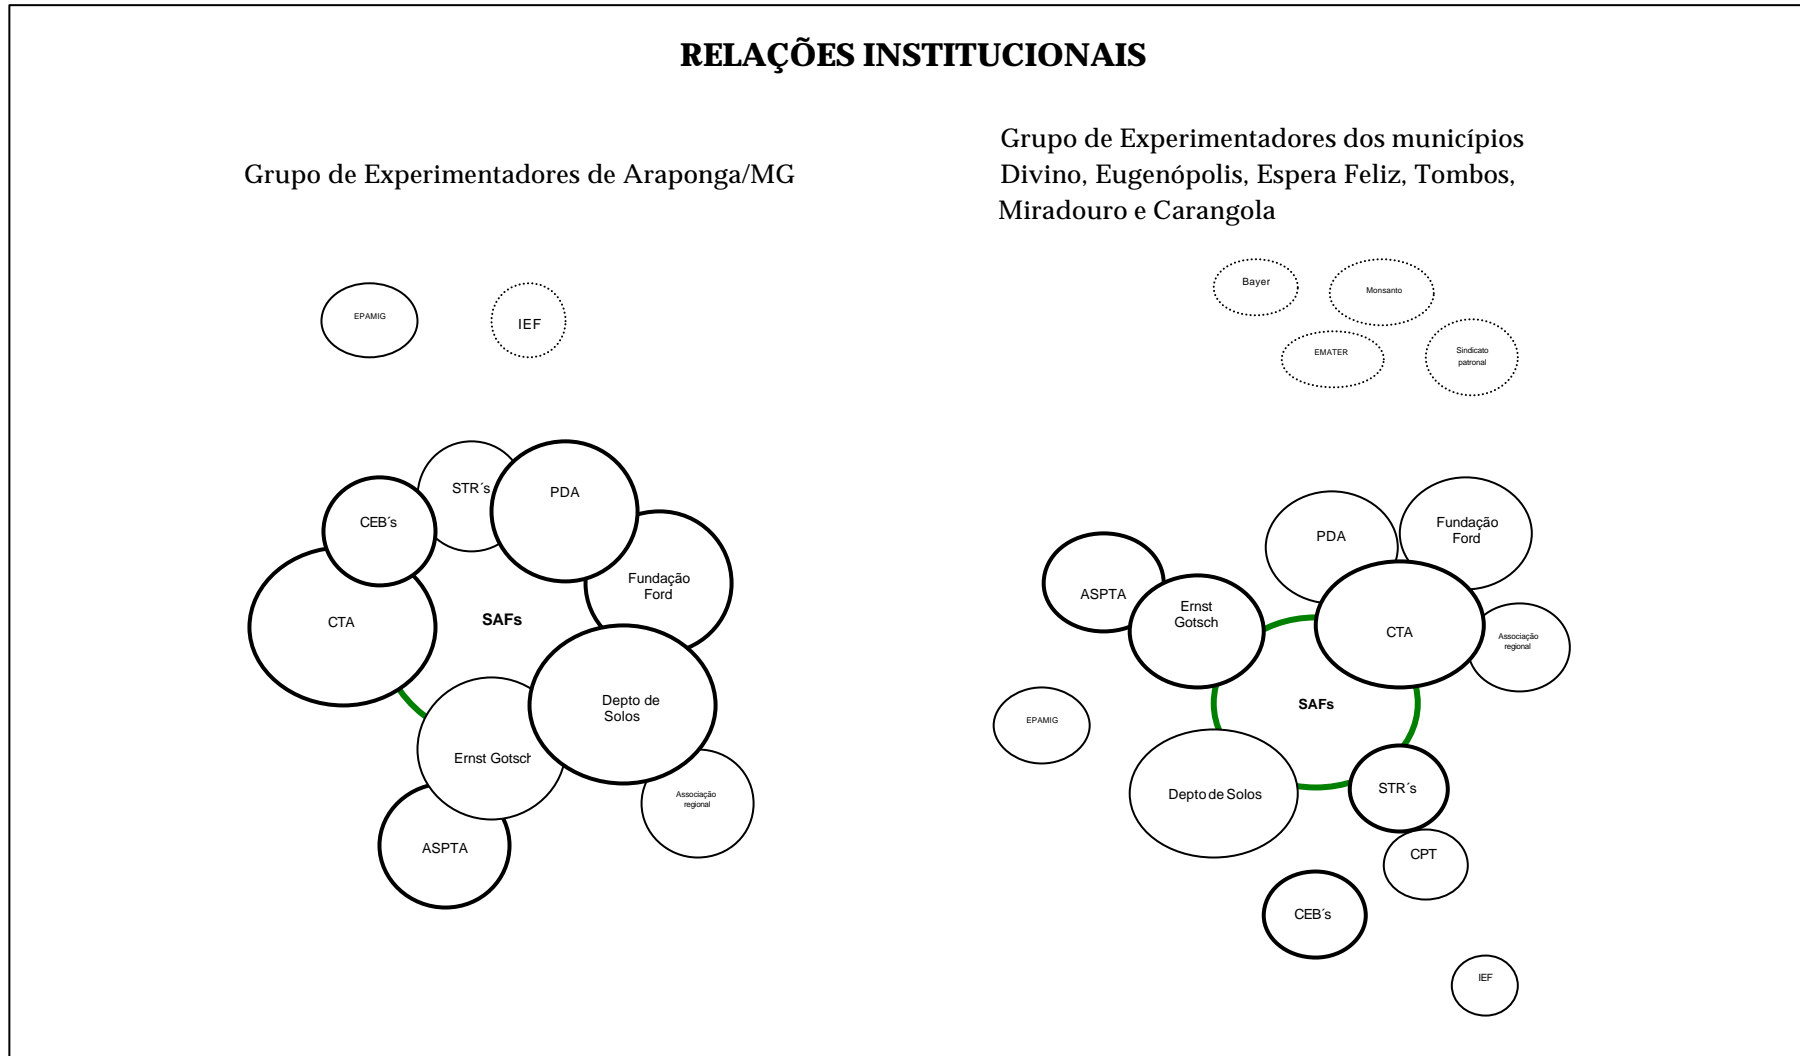 RELAÇÕES INSTITUCIONAIS
Grupo de Experimentadores de Araponga/MG
EPAMIG
IEF
STR´s
PDA
CEB´s
Fundação
Ford
CTA
SAFs
Depto de
Solos
Ernst Gotsch
Associação
regional
ASPTA
Grupo de Experimentadores dos municípios
Divino, Eugenópolis, Espera Feliz, Tombos,
Miradouro e Carangola
Bayer
Monsanto
EMATER
Sindicato
patronal
PDA
Fundação
Ford
ASPTA
Ernst
Gotsch
CTA
Associação
regional
EPAMIG
SAFs
Depto de Solos
STR´s
CPT
CEB´s
IEF